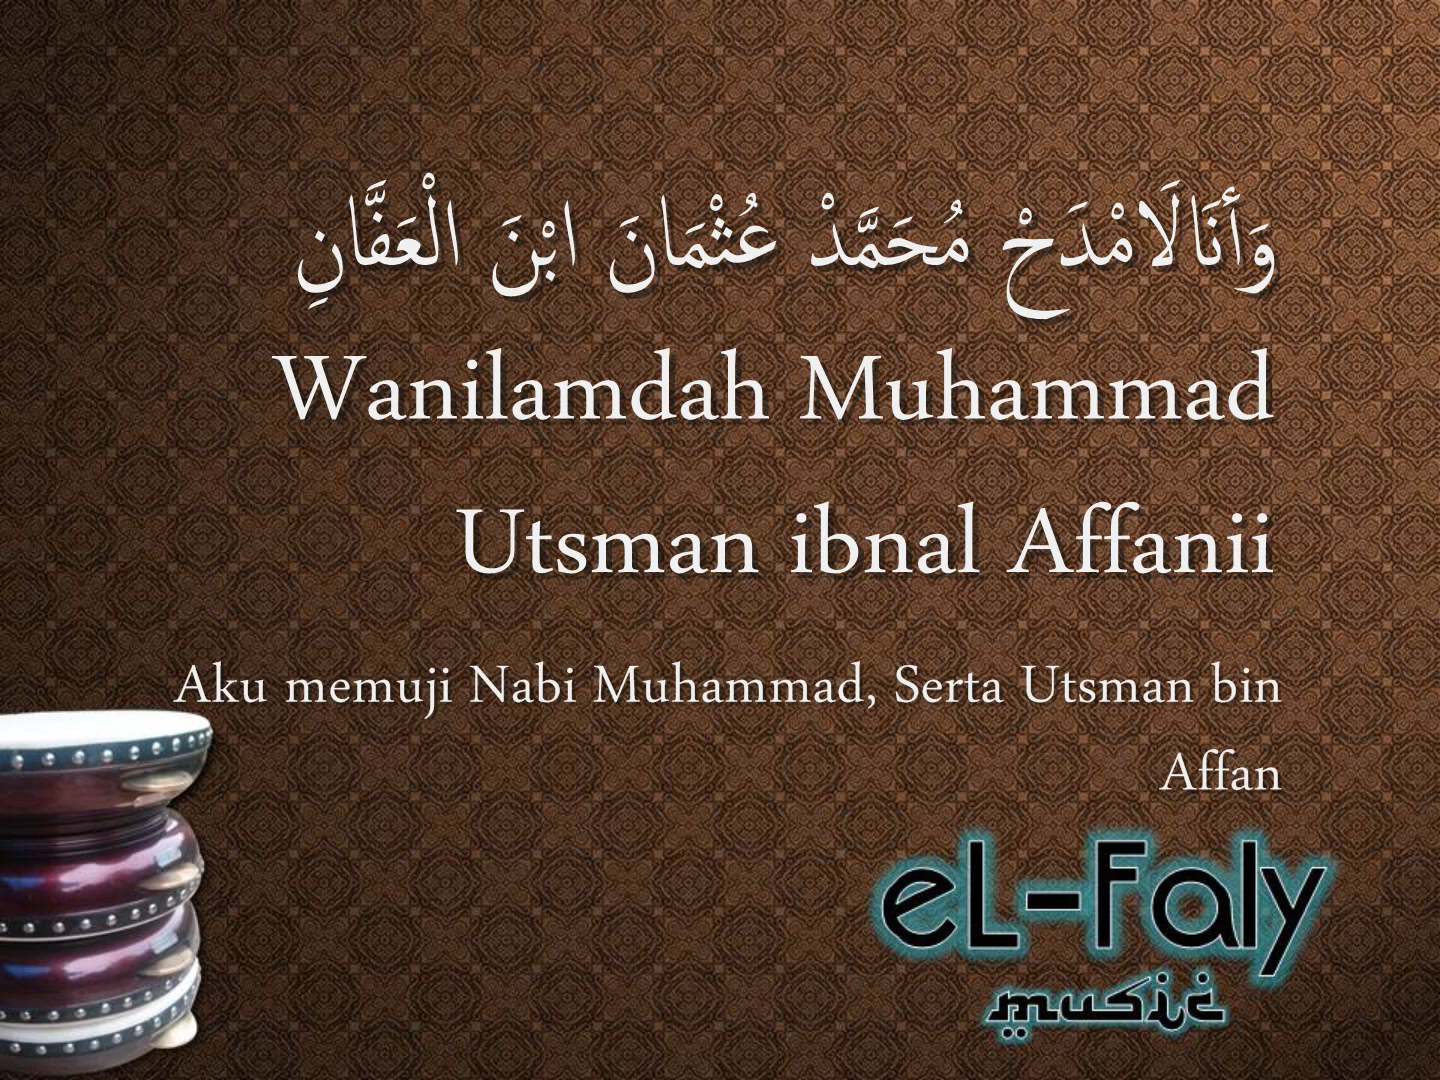 وَأَنَالَامْدَحْ مُحَمَّدْ عُثْمَانَ ابْنَ الْعَفَّانِ
Wanilamdah Muhammad
Utsman ibnal Affanii
Aku memuji Nabi Muhammad, Serta Utsman bin
Affan
eL-Faly
music